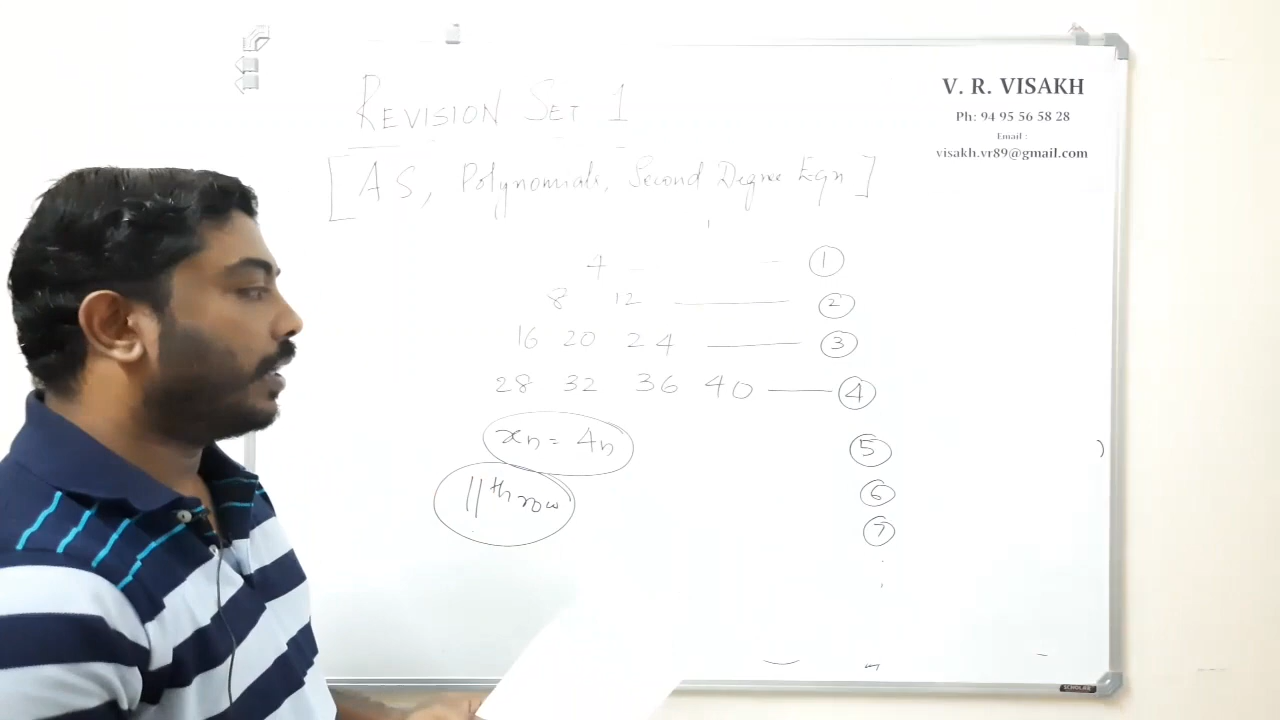 V. R. VISAKH
Ph: 94 95 56 58 28
Email :
visakh.vr89@gmail.com
REVISION SET 1
[AS, Polynomials, Second Degree Eqn]
4 ①
8 12 ②
16 20 24 ③
28 32 36 40 ④
xn = 4n ⑤
11th row ⑥
⑦
SCHOLAR